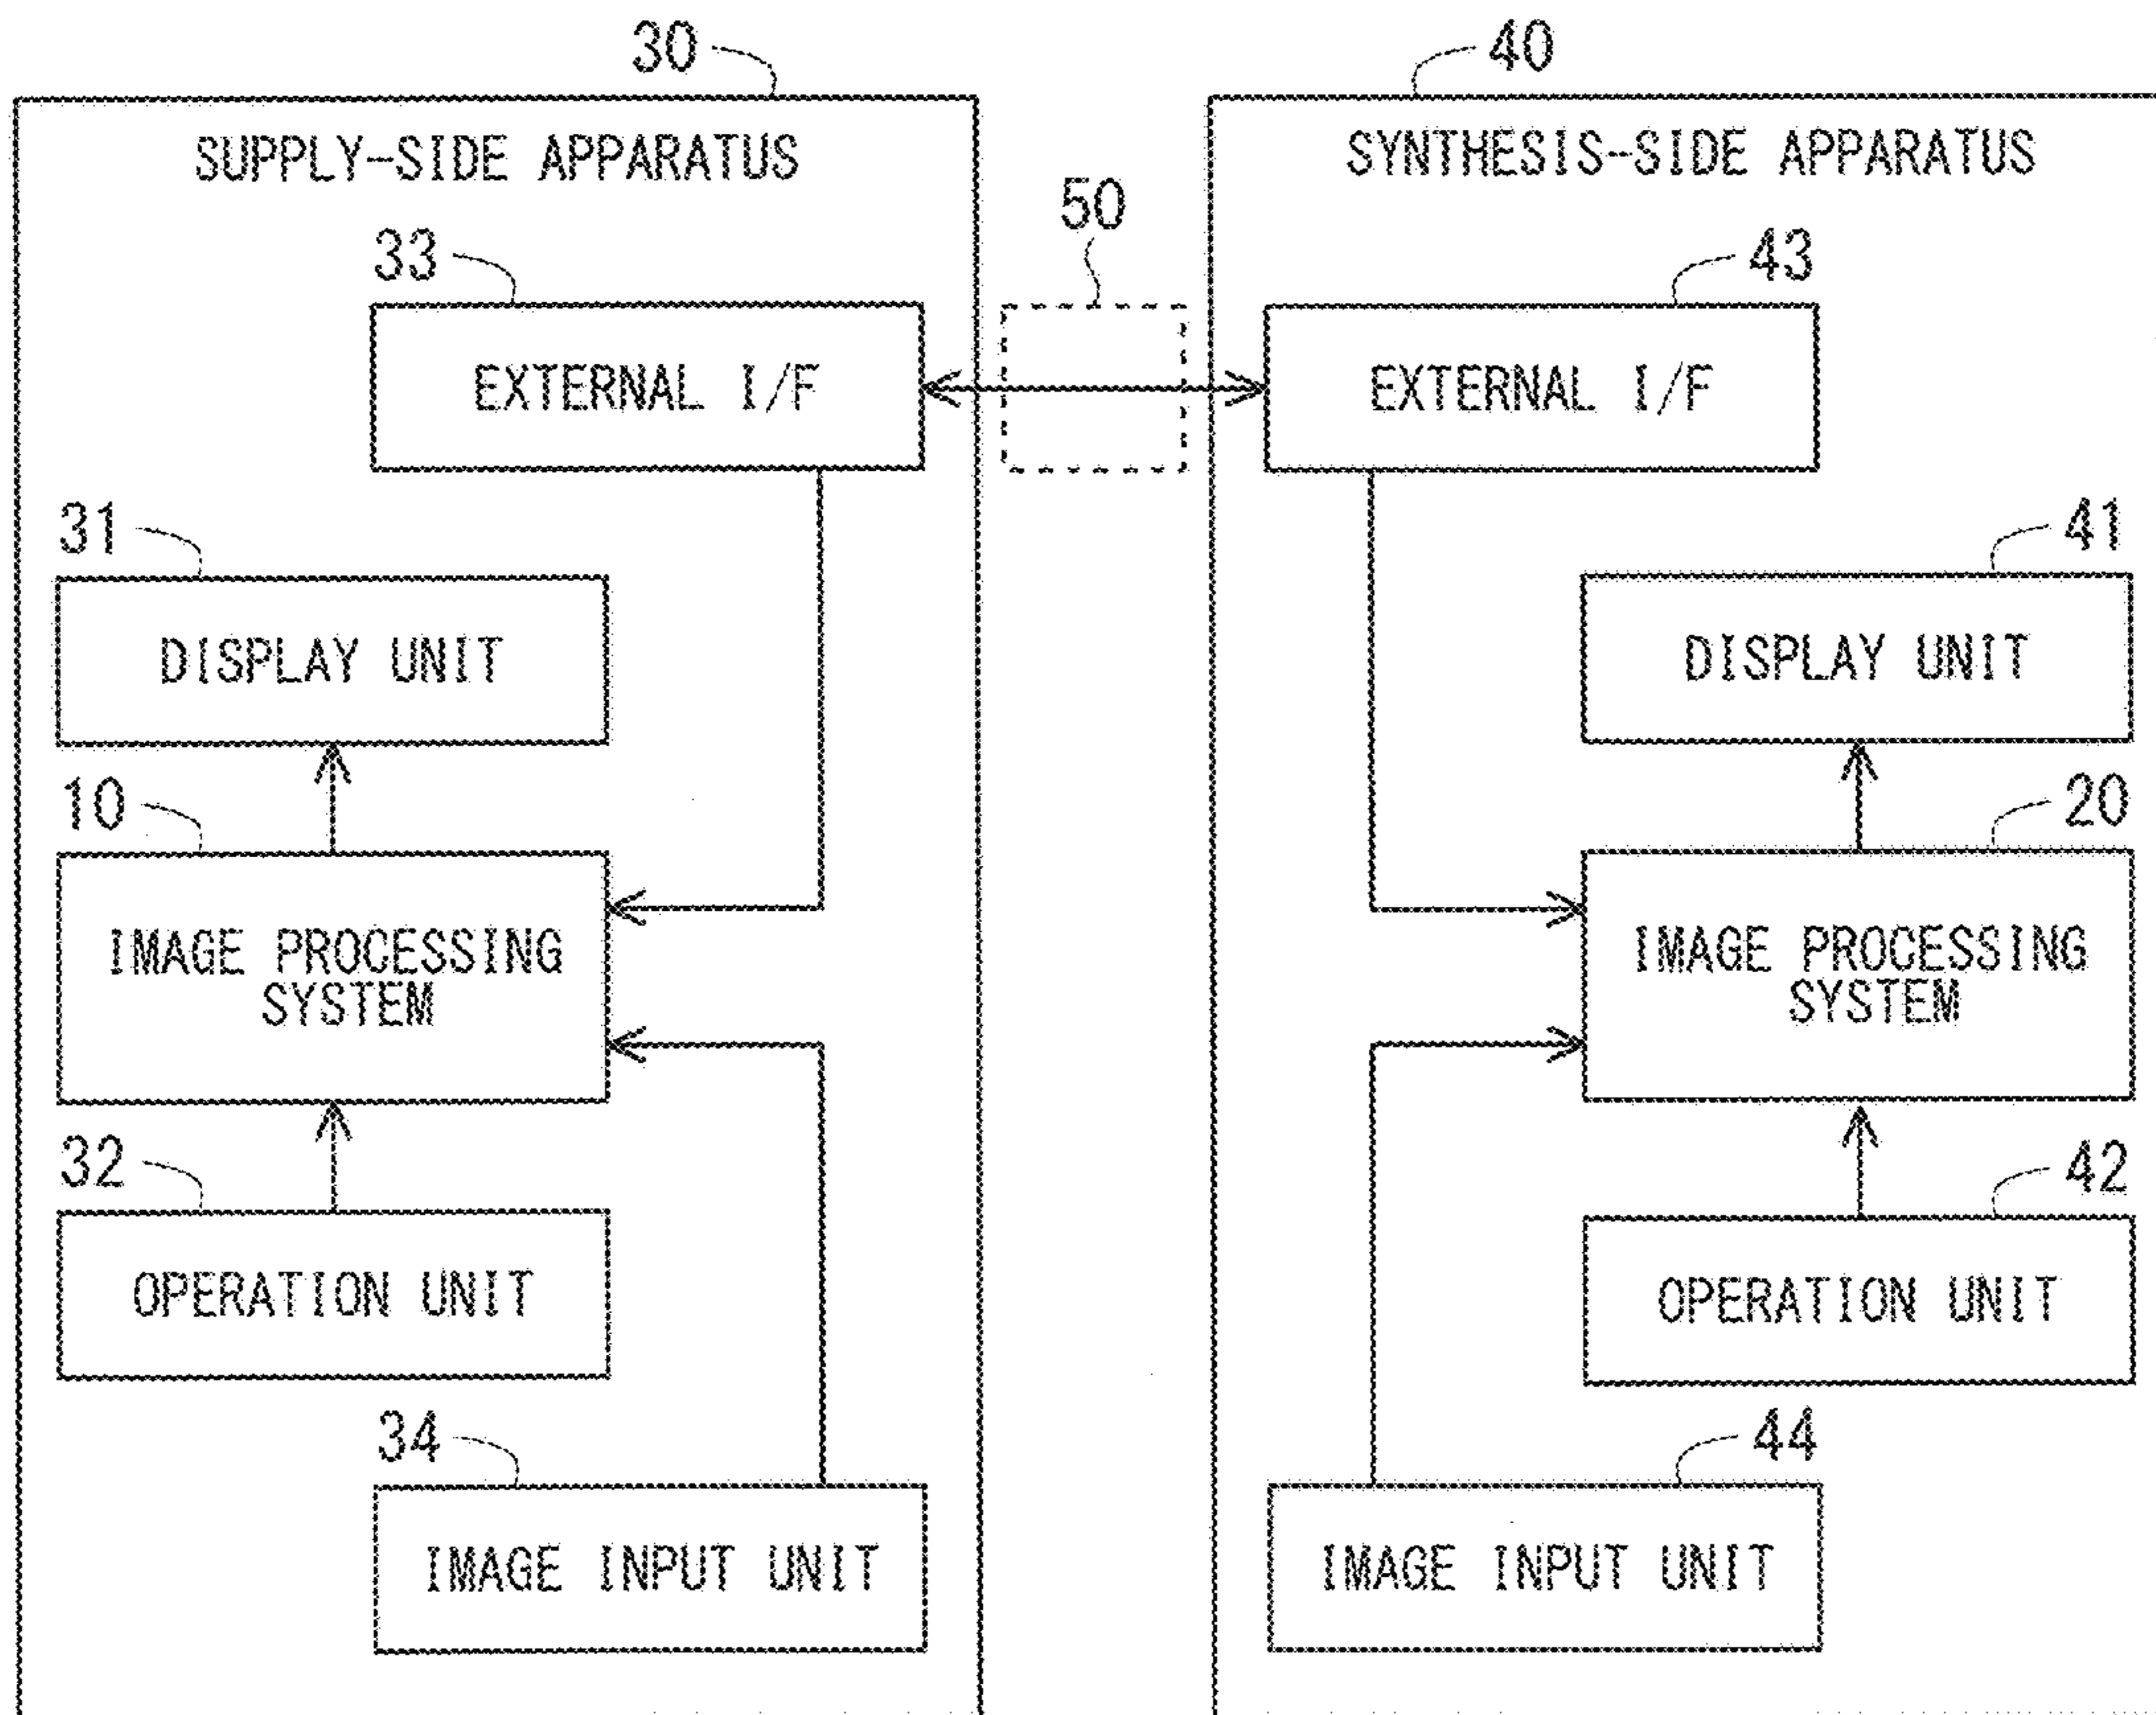 30
40
SUPPLY-SIDE APPARATUS
SYNTHESIS-SIDE APPARATUS
50
33
43
EXTERNAL I/F
EXTERNAL I/F
31
41
DISPLAY UNIT
DISPLAY UNIT
10
20
IMAGE PROCESSING
SYSTEM
IMAGE PROCESSING
SYSTEM
32
42
OPERATION UNIT
OPERATION UNIT
34
44
IMAGE INPUT UNIT
IMAGE INPUT UNIT